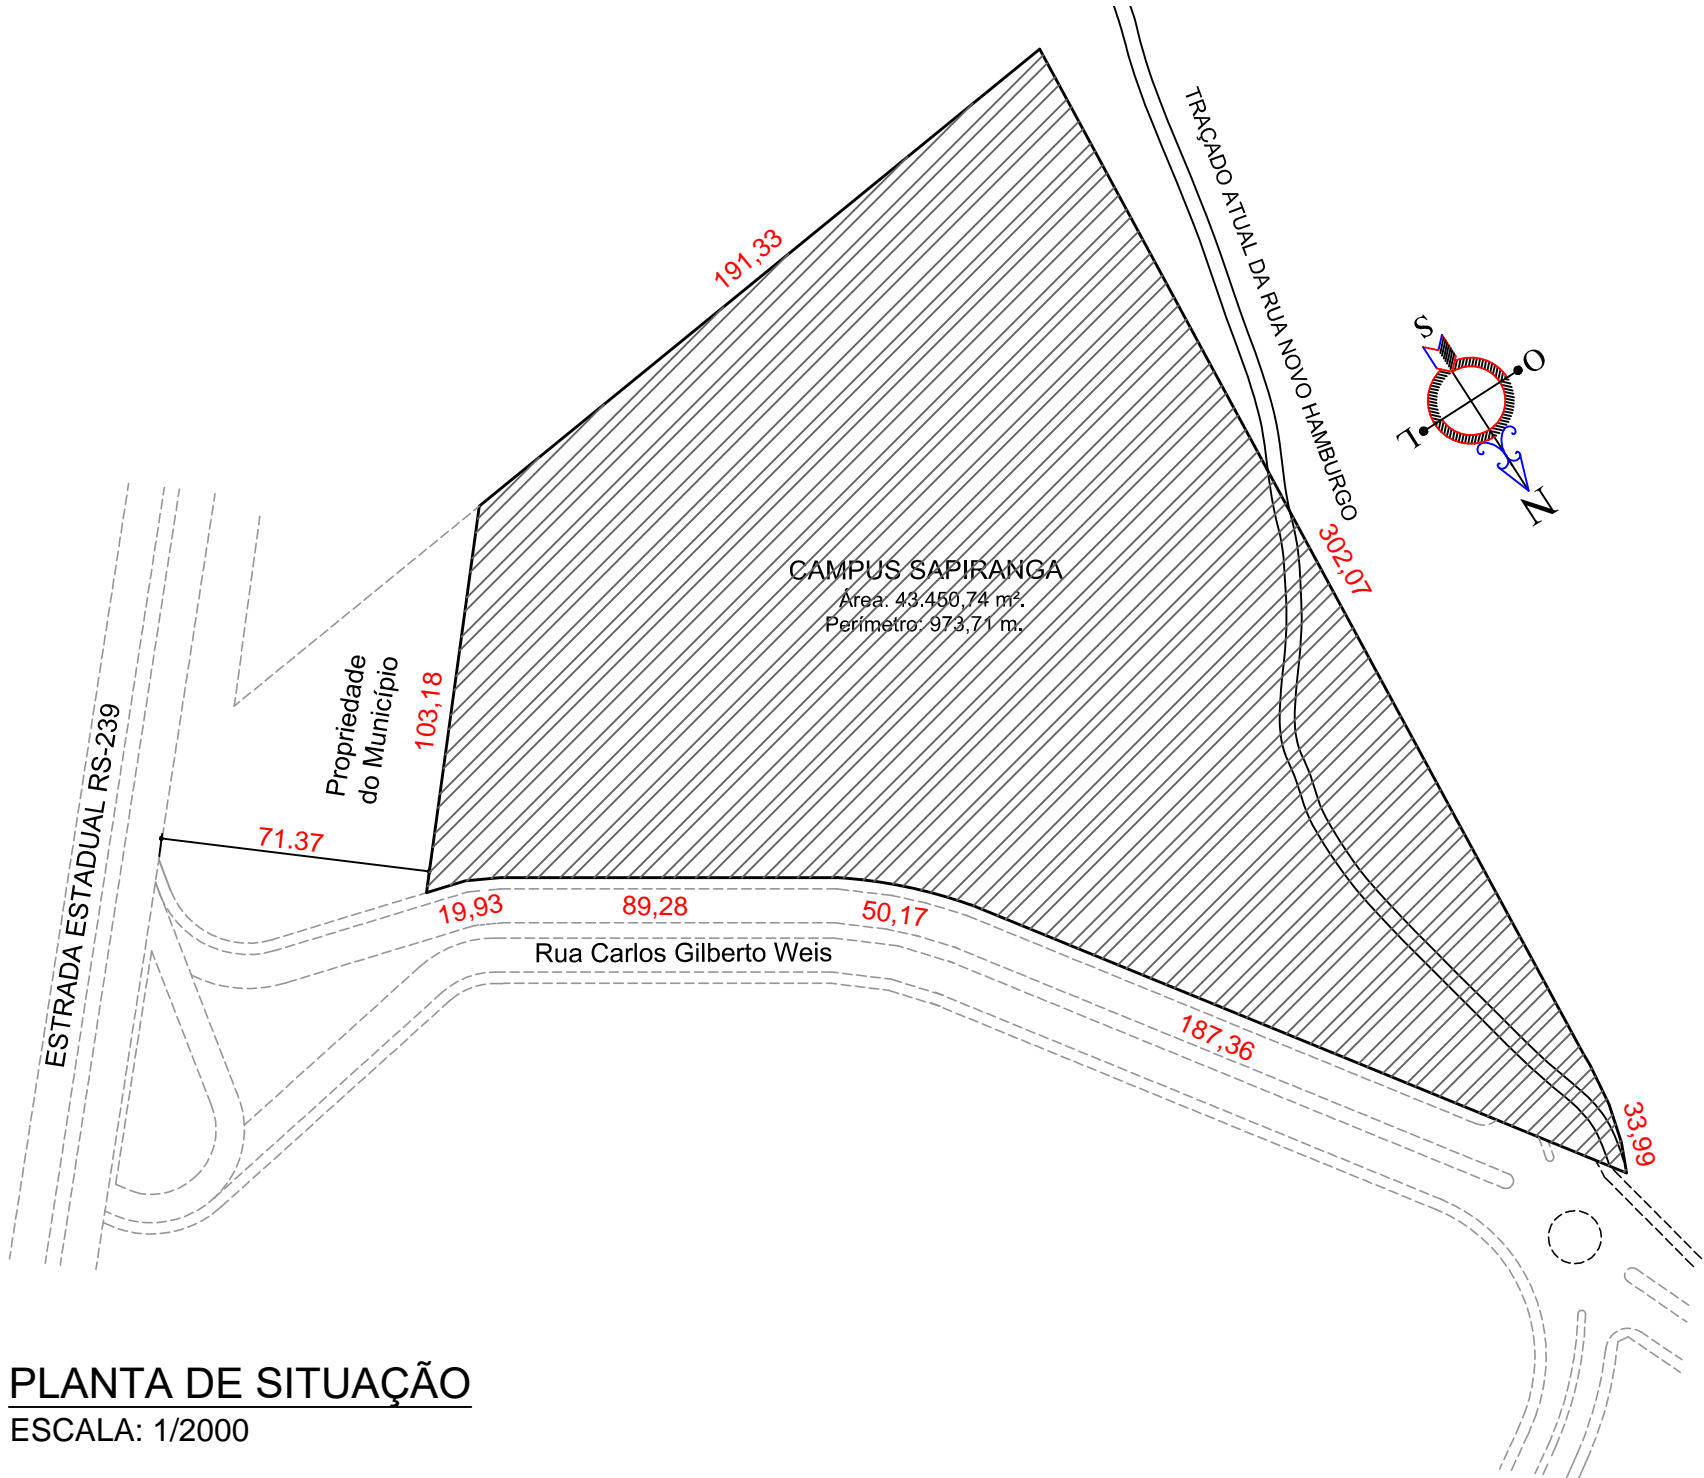 TRAÇADO ATUAL DA RUA NOVO HAMBURGO
191,33
S
O
L
N
302,07
CAMPUS SAPIRANGA
Área: 43.450,74 m².
Perímetro: 973,71 m.
Propriedade
do Município
103,18
ESTRADA ESTADUAL RS-239
71.37
19,93
89,28
50,17
Rua Carlos Gilberto Weis
187,36
33,99
PLANTA DE SITUAÇÃO
ESCALA: 1/2000